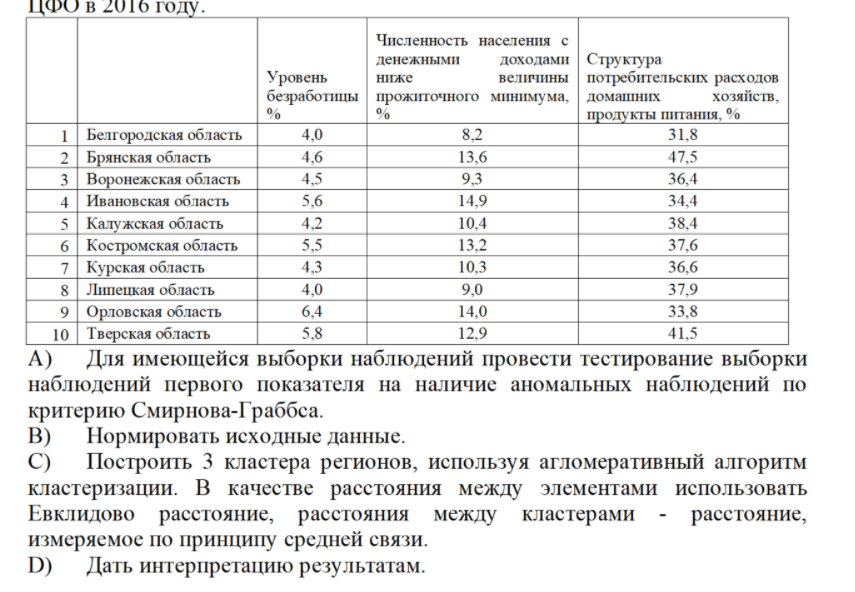 ЦФО в 2016 году.
Уровень безработицы % | Численность населения с денежными доходами ниже величины прожиточного минимума, % | Структура потребительских расходов домашних хозяйств, продукты питания, %
1 Белгородская область 4,0 8,2 31,8
2 Брянская область 4,6 13,6 47,5
3 Воронежская область 4,5 9,3 36,4
4 Ивановская область 5,6 14,9 34,4
5 Калужская область 4,2 10,4 38,4
6 Костромская область 5,5 13,2 37,6
7 Курская область 4,3 10,3 36,6
8 Липецкая область 4,0 9,0 37,9
9 Орловская область 6,4 14,0 33,8
10 Тверская область 5,8 12,9 41,5
A) Для имеющейся выборки наблюдений провести тестирование выборки
наблюдений первого показателя на наличие аномальных наблюдений по
критерию Смирнова-Граббса.
B) Нормировать исходные данные.
C) Построить 3 кластера регионов, используя агломеративный алгоритм
кластеризации. В качестве расстояния между элементами использовать
Евклидово расстояние, расстояния между кластерами - расстояние,
измеряемое по принципу средней связи.
D) Дать интерпретацию результатам.